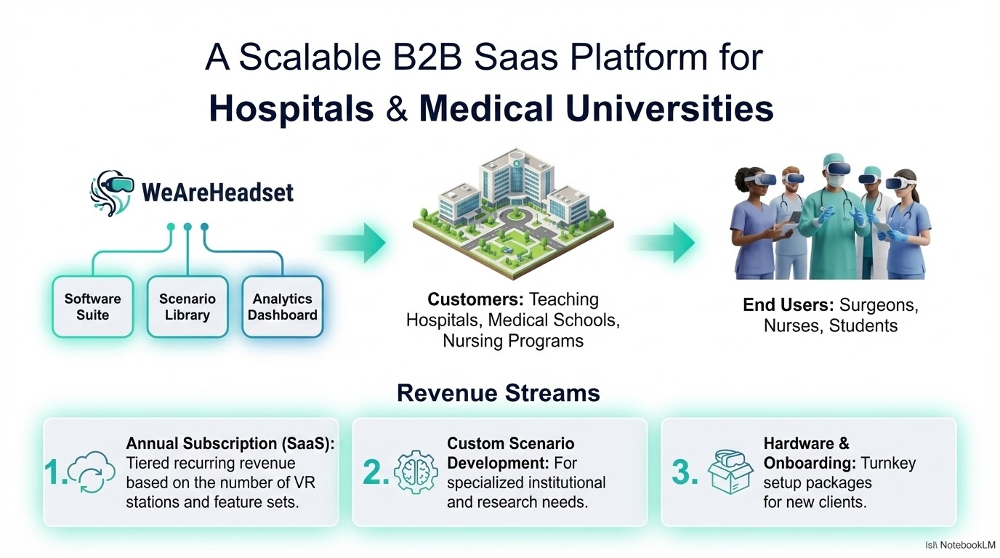 A Scalable B2B Saas Platform for
Hospitals & Medical Universities
WeAreHeadset
Software
Suite
Scenario
Library
Analytics
Dashboard
Customers: Teaching
Hospitals, Medical Schools,
Nursing Programs
End Users: Surgeons,
Nurses, Students
Revenue Streams
1.
Annual Subscription (SaaS):
Tiered recurring revenue
based on the number of VR
stations and feature sets.
2.
Custom Scenario
Development: For
specialized institutional
and research needs.
3.
Hardware &
Onboarding: Turnkey
setup packages
for new clients.
NotebookLM